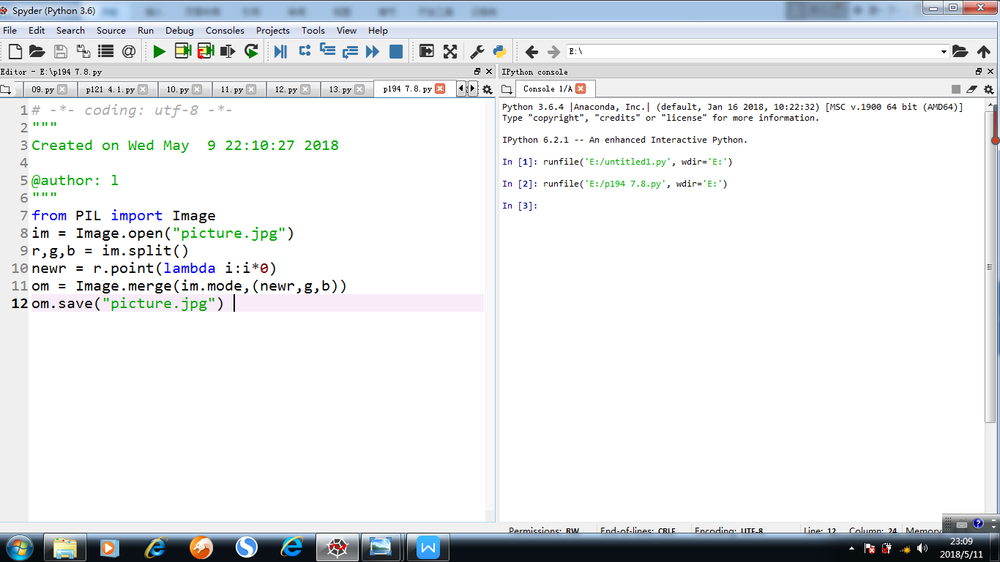 Spyder (Python 3.6)
File Edit Search Source Run Debug Consoles Projects Tools View Help
E:\
Editor - E:\p194 7.8.py
IPython console
09.py p121 4.1.py 10.py 11.py 12.py 13.py p194 7.8.py
Console 1/A
1 # -*- coding: utf-8 -*-
2 """
3 Created on Wed May  9 22:10:27 2018
4
5 @author: l
6 """
7 from PIL import Image
8 im = Image.open("picture.jpg")
9 r,g,b = im.split()
10 newr = r.point(lambda i:i*0)
11 om = Image.merge(im.mode,(newr,g,b))
12 om.save("picture.jpg")
Python 3.6.4 |Anaconda, Inc.| (default, Jan 16 2018, 10:22:32) [MSC v.1900 64 bit (AMD64)]
Type "copyright", "credits" or "license" for more information.
IPython 6.2.1 -- An enhanced Interactive Python.
In [1]: runfile('E:/untitled1.py', wdir='E:')
In [2]: runfile('E:/p194 7.8.py', wdir='E:')
In [3]:
Permissions: RW End-of-lines: CRLF Encoding: UTF-8 Line: 12 Column: 24 Memory
23:09
2018/5/11